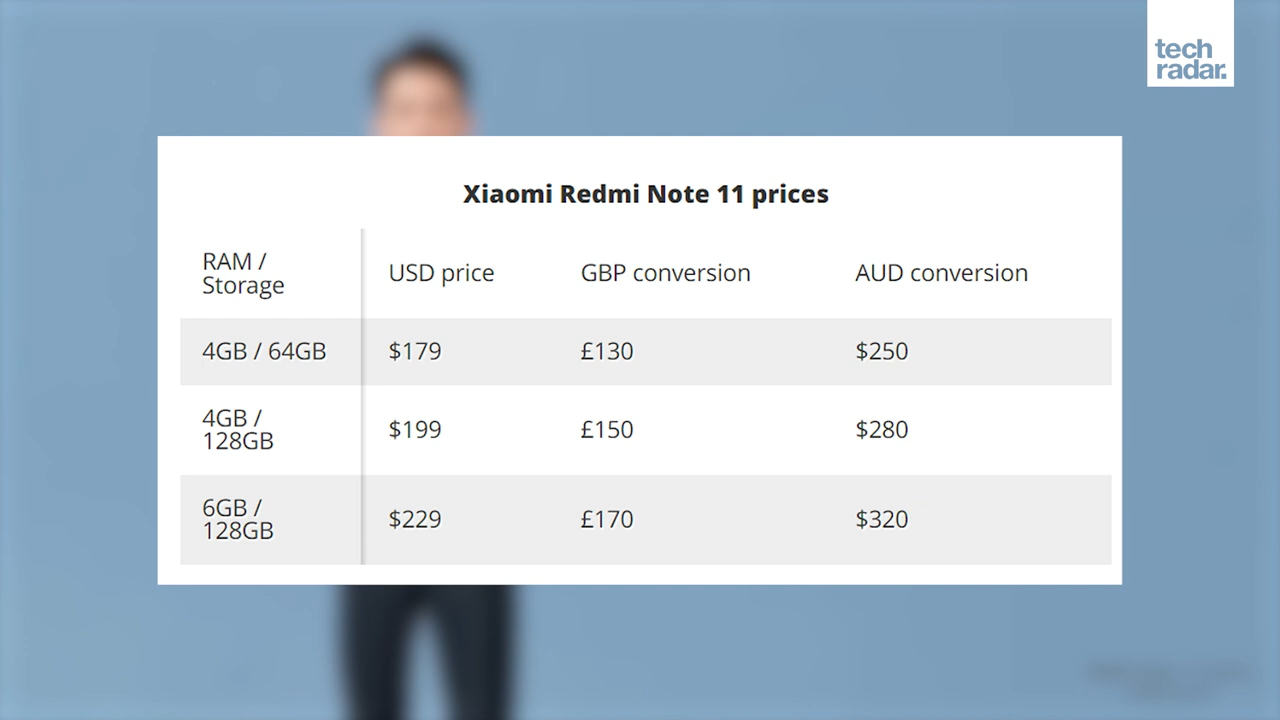 tech
radar.
Xiaomi Redmi Note 11 prices
RAM /
Storage
USD price
GBP conversion
AUD conversion
4GB / 64GB
$179
£130
$250
4GB /
128GB
$199
£150
$280
6GB /
128GB
$229
£170
$320